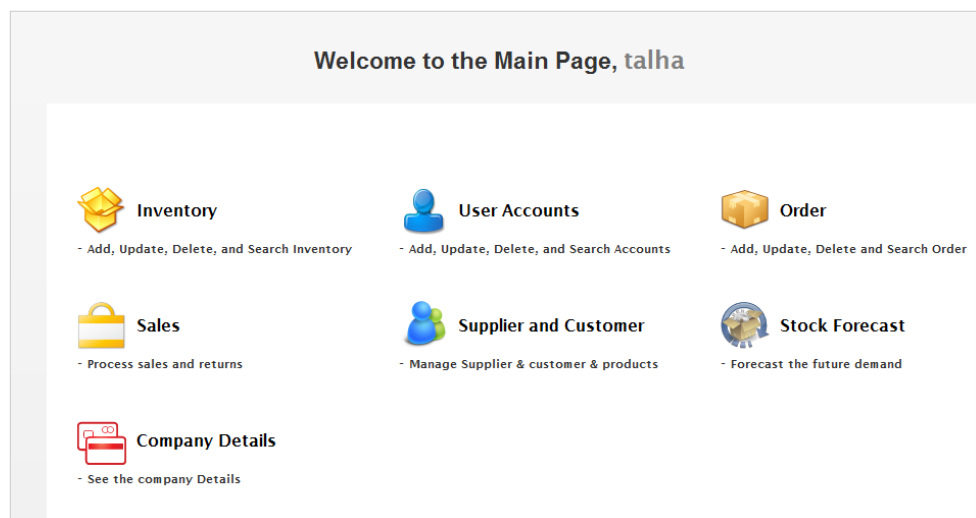 Welcome to the Main Page, talha
Inventory
- Add, Update, Delete, and Search Inventory
User Accounts
- Add, Update, Delete, and Search Accounts
Order
- Add, Update, Delete and Search Order
Sales
- Process sales and returns
Supplier and Customer
- Manage Supplier & customer & products
Stock Forecast
- Forecast the future demand
Company Details
- See the company Details